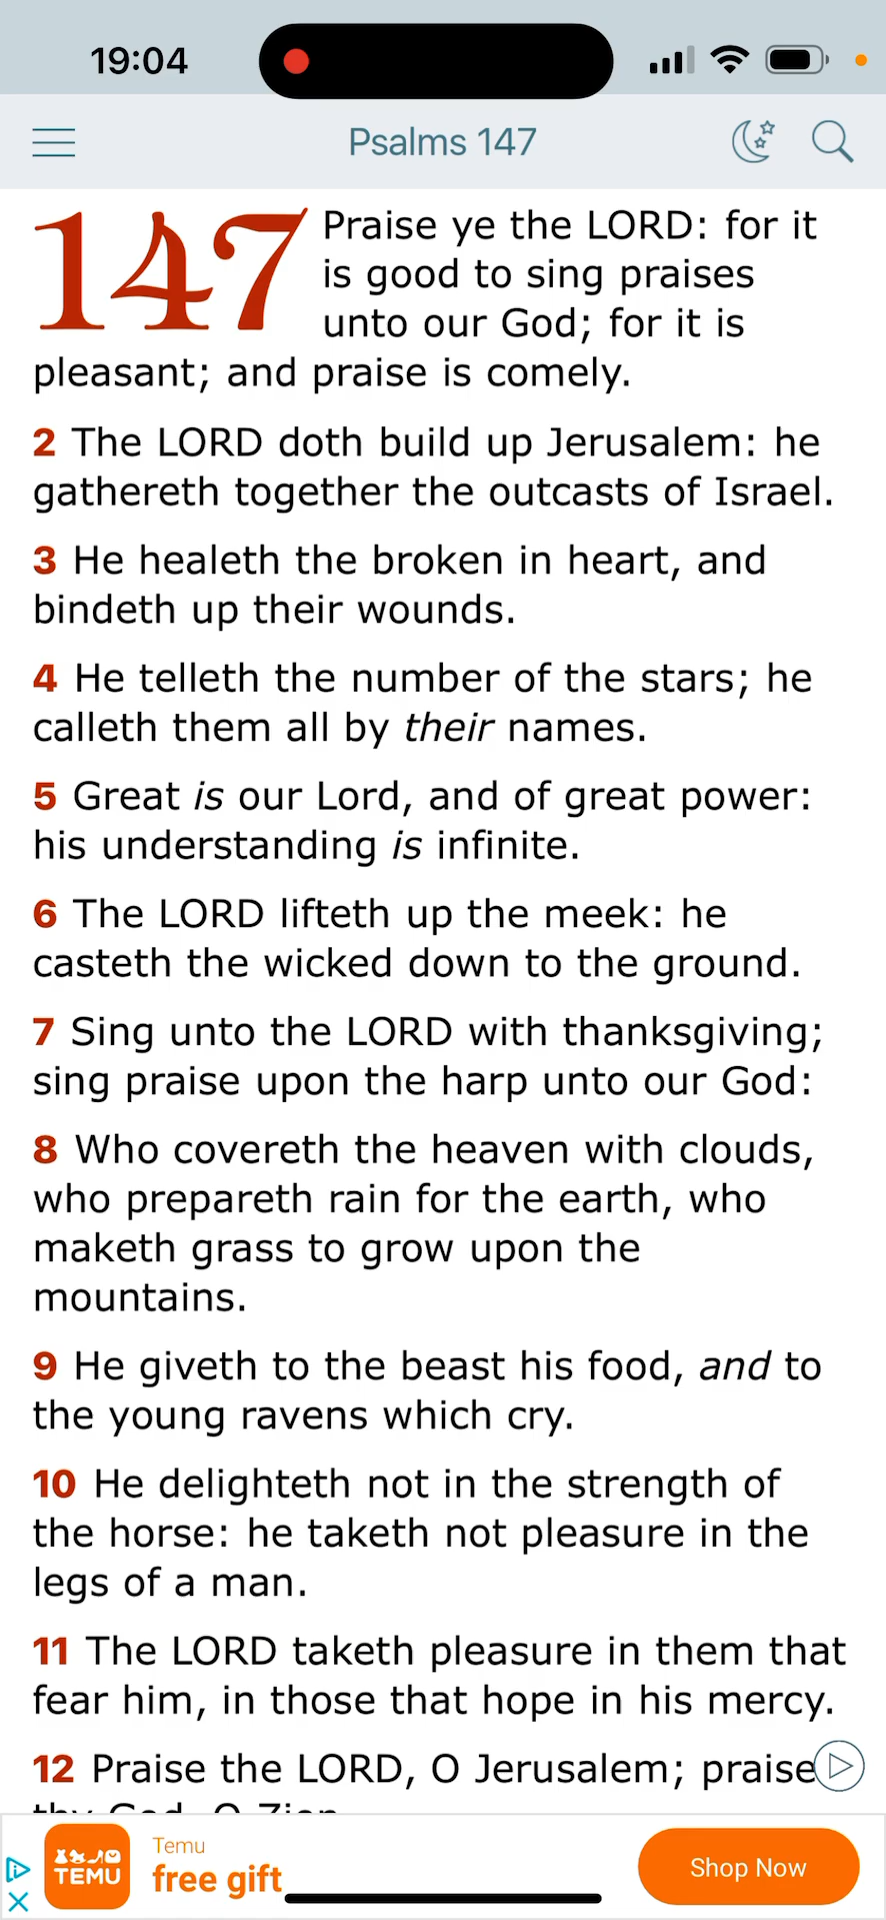 19:04
Psalms 147
147 Praise ye the LORD: for it
is good to sing praises
unto our God; for it is
pleasant; and praise is comely.
2 The LORD doth build up Jerusalem: he
gathereth together the outcasts of Israel.
3 He healeth the broken in heart, and
bindeth up their wounds.
4 He telleth the number of the stars; he
calleth them all by their names.
5 Great is our Lord, and of great power:
his understanding is infinite.
6 The LORD lifteth up the meek: he
casteth the wicked down to the ground.
7 Sing unto the LORD with thanksgiving;
sing praise upon the harp unto our God:
8 Who covereth the heaven with clouds,
who prepareth rain for the earth, who
maketh grass to grow upon the
mountains.
9 He giveth to the beast his food, and to
the young ravens which cry.
10 He delighteth not in the strength of
the horse: he taketh not pleasure in the
legs of a man.
11 The LORD taketh pleasure in them that
fear him, in those that hope in his mercy.
12 Praise the LORD, O Jerusalem; praise
thy God, O Zion
TEMU
Temu
free gift
Shop Now